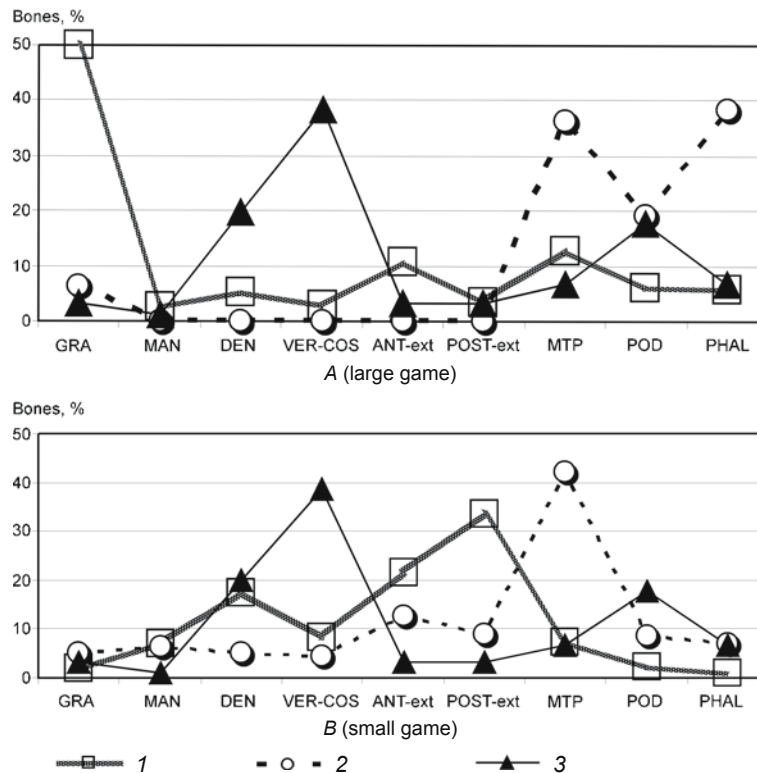 Bones, %
50
40
30
20
10
0
GRA MAN DEN VER-COS ANT-ext POST-ext MTP POD PHAL
A (large game)
Bones, %
50
40
30
20
10
0
GRA MAN DEN VER-COS ANT-ext POST-ext MTP POD PHAL
B (small game)
1 2 3